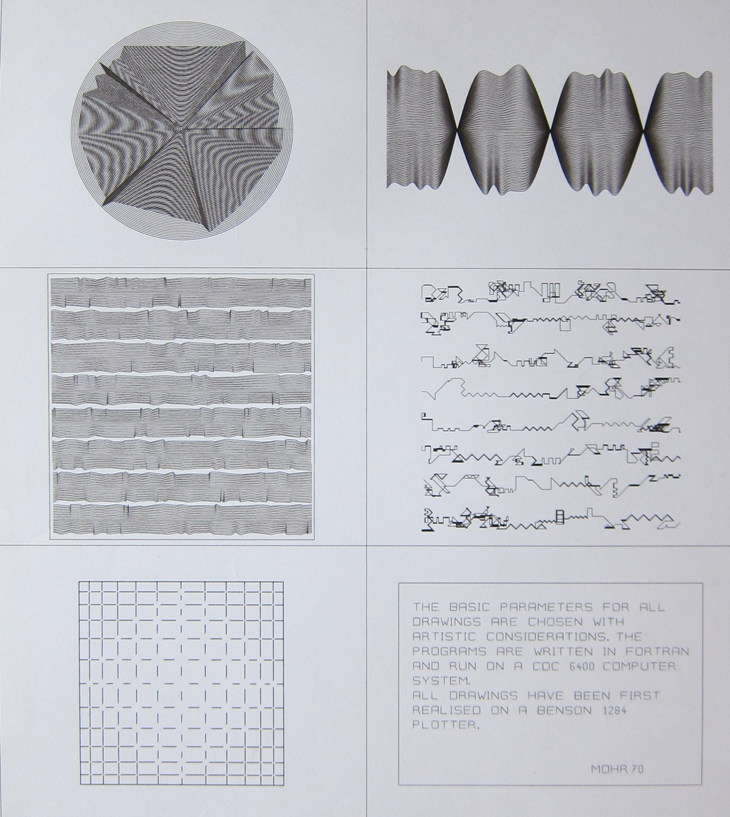 THE BASIC PARAMETERS FOR ALL
DRAWINGS ARE CHOSEN WITH
ARTISTIC CONSIDERATIONS. THE
PROGRAMS ARE WRITTEN IN FORTRAN
AND RUN ON A CDC 6400 COMPUTER
SYSTEM.
ALL DRAWINGS HAVE BEEN FIRST
REALISED ON A BENSON 1284
PLOTTER.
MOHR 70